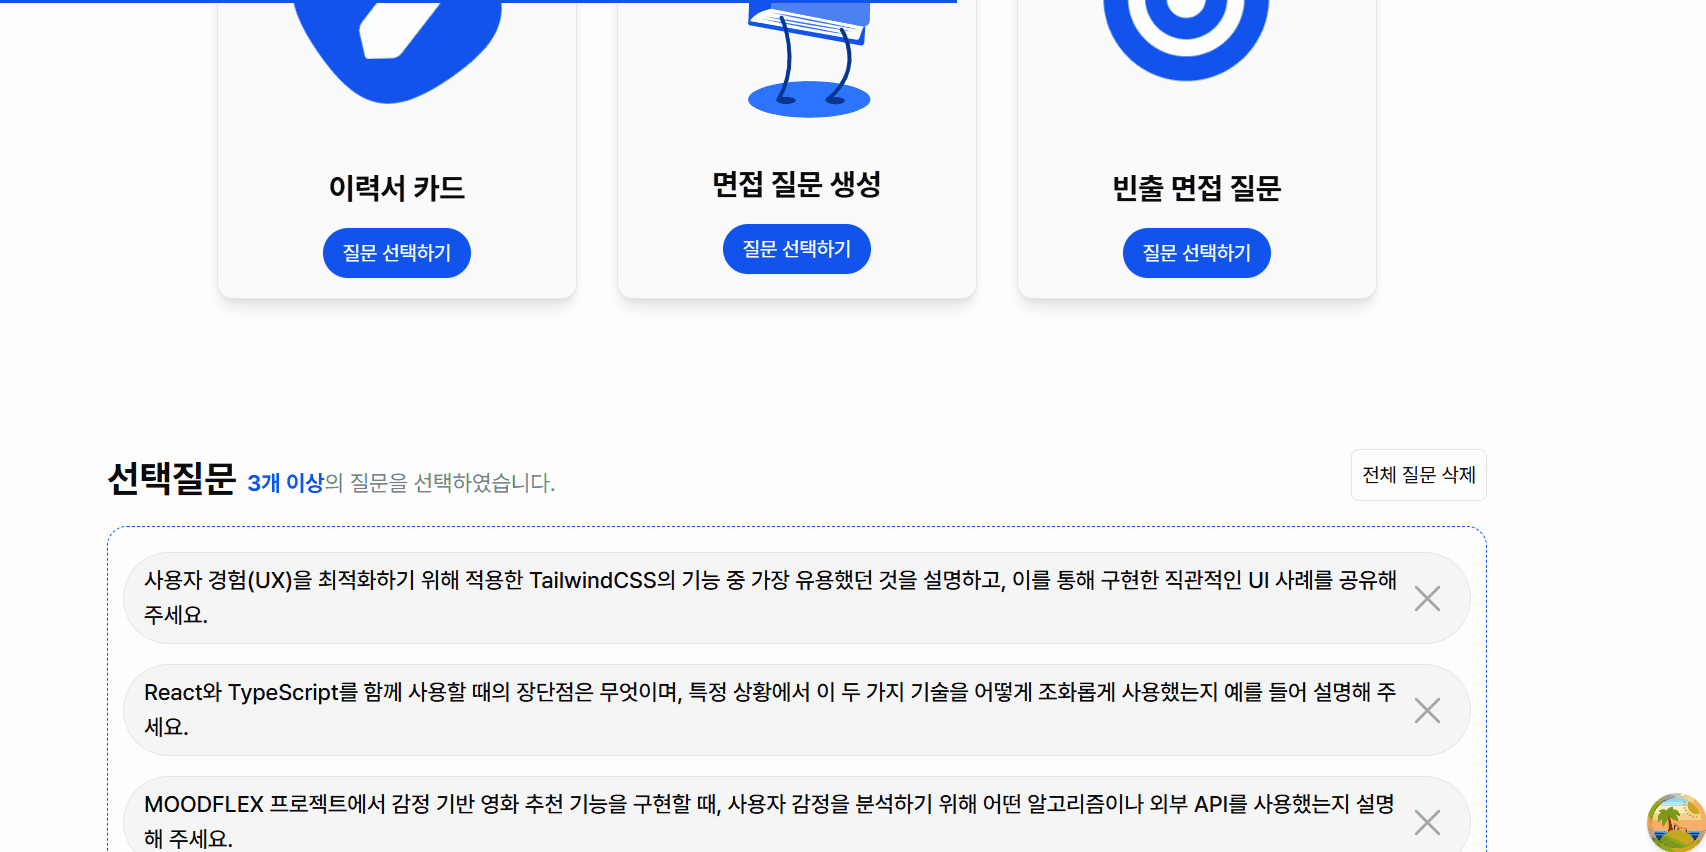 이력서 카드
질문 선택하기
면접 질문 생성
질문 선택하기
빈출 면접 질문
질문 선택하기
선택질문 3개 이상의 질문을 선택하였습니다.
전체 질문 삭제
사용자 경험(UX)을 최적화하기 위해 적용한 TailwindCSS의 기능 중 가장 유용했던 것을 설명하고, 이를 통해 구현한 직관적인 UI 사례를 공유해
주세요.
React와 TypeScript를 함께 사용할 때의 장단점은 무엇이며, 특정 상황에서 이 두 가지 기술을 어떻게 조화롭게 사용했는지 예를 들어 설명해 주
세요.
MOODFLEX 프로젝트에서 감정 기반 영화 추천 기능을 구현할 때, 사용자 감정을 분석하기 위해 어떤 알고리즘이나 외부 API를 사용했는지 설명
해 주세요.